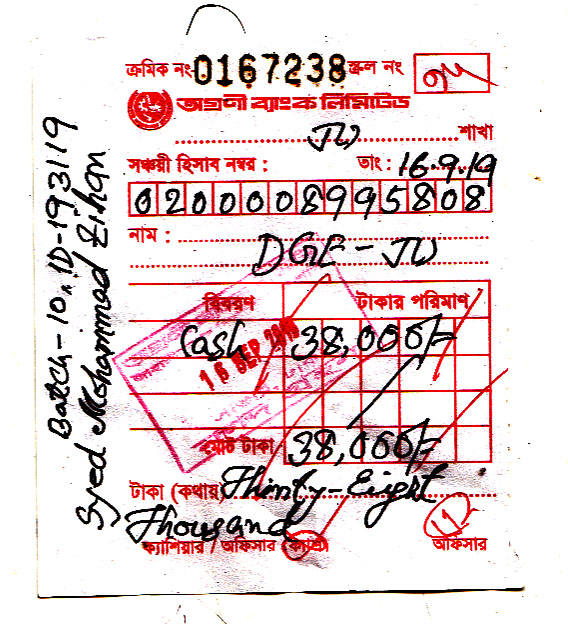 ক্রমিক নং 0167238 স্ক্রল নং
অগ্রণী ব্যাংক লিমিটেড
JU শাখা
সঞ্চয়ী হিসাব নম্বর : তাং : 16.9.19
0200008995808
নাম : DGE - JU
বিবরণ টাকার পরিমাণ
Cash 38,000/=
16 SEP 2019
মোট টাকা 38,000/=
টাকা (কথায়) Thirty-Eight
Thousand
ক্যাশিয়ার / অফিসার (ক্যাশ) অফিসার
Batch-10, ID-193119
Syed Mohammad Zihan